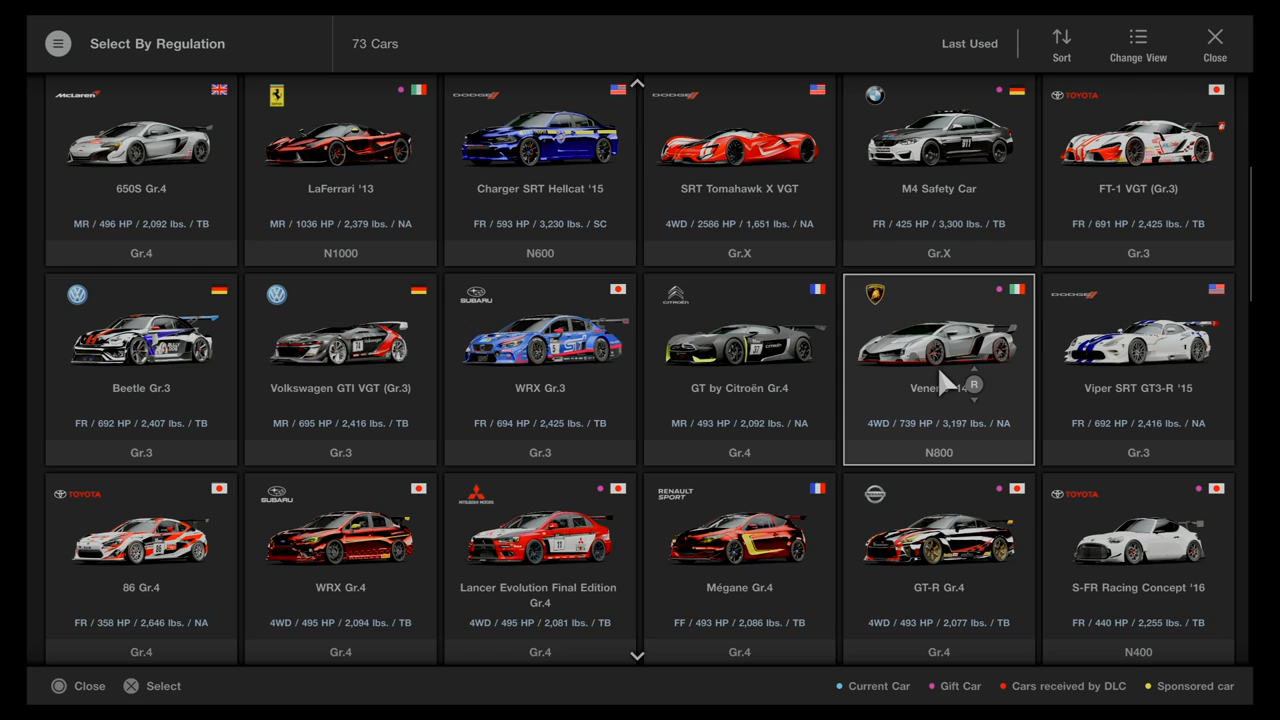 Select By Regulation
73 Cars
Last Used
Sort
Change View
Close
McLaren
650S Gr.4
MR / 496 HP / 2,092 lbs. / TB
Gr.4
LaFerrari '13
MR / 1036 HP / 2,379 lbs. / NA
N1000
DODGE
Charger SRT Hellcat '15
FR / 593 HP / 3,230 lbs. / SC
N600
DODGE
SRT Tomahawk X VGT
4WD / 2586 HP / 1,651 lbs. / NA
Gr.X
M4 Safety Car
FR / 425 HP / 3,300 lbs. / TB
Gr.X
TOYOTA
FT-1 VGT (Gr.3)
FR / 691 HP / 2,425 lbs. / TB
Gr.3
Beetle Gr.3
FR / 692 HP / 2,407 lbs. / TB
Gr.3
Volkswagen GTI VGT (Gr.3)
MR / 695 HP / 2,416 lbs. / TB
Gr.3
SUBARU
WRX Gr.3
FR / 694 HP / 2,425 lbs. / TB
Gr.3
CITROËN
GT by Citroën Gr.4
MR / 493 HP / 2,092 lbs. / NA
Gr.4
R
4WD / 739 HP / 3,197 lbs. / NA
N800
DODGE
Viper SRT GT3-R '15
FR / 692 HP / 2,416 lbs. / NA
Gr.3
TOYOTA
86 Gr.4
FR / 358 HP / 2,646 lbs. / NA
Gr.4
SUBARU
WRX Gr.4
4WD / 495 HP / 2,094 lbs. / TB
Gr.4
MITSUBISHI MOTORS
Lancer Evolution Final Edition
Gr.4
4WD / 495 HP / 2,081 lbs. / TB
Gr.4
RENAULT
SPORT
Mégane Gr.4
FF / 493 HP / 2,086 lbs. / TB
Gr.4
NISSAN
GT-R Gr.4
4WD / 493 HP / 2,077 lbs. / TB
Gr.4
TOYOTA
S-FR Racing Concept '16
FR / 440 HP / 2,255 lbs. / TB
N400
Close
Select
Current Car
Gift Car
Cars received by DLC
Sponsored car